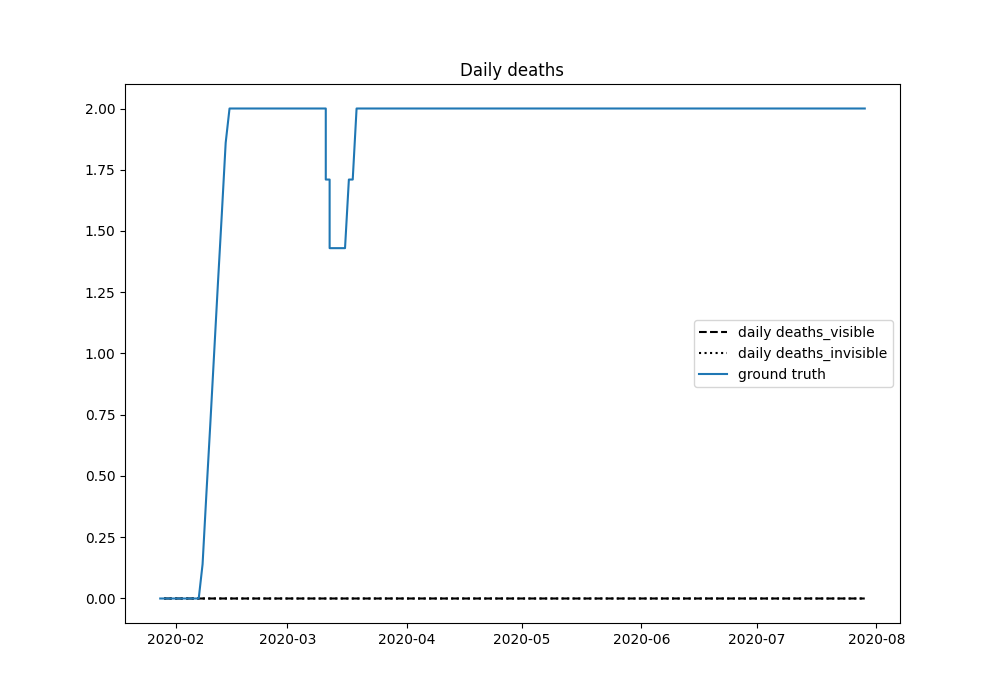 Daily deaths
2.00
1.75
1.50
1.25
1.00
0.75
0.50
0.25
0.00
daily deaths_visible
daily deaths_invisible
ground truth
2020-02 2020-03 2020-04 2020-05 2020-06 2020-07 2020-08